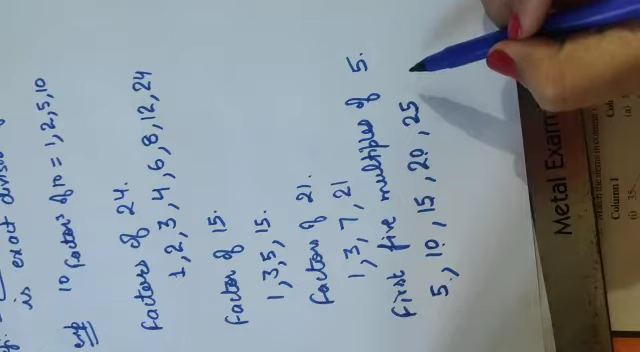 is exact divisor
exp 10 factors of 10 = 1, 2, 5, 10
factors of 24.
1, 2, 3, 4, 6, 8, 12, 24
factor of 15.
1, 3, 5, 15.
factors of 21.
1, 3, 7, 21
first five multiples of 5.
5, 10, 15, 20, 25
Metal Exam
Column I
(i) 35